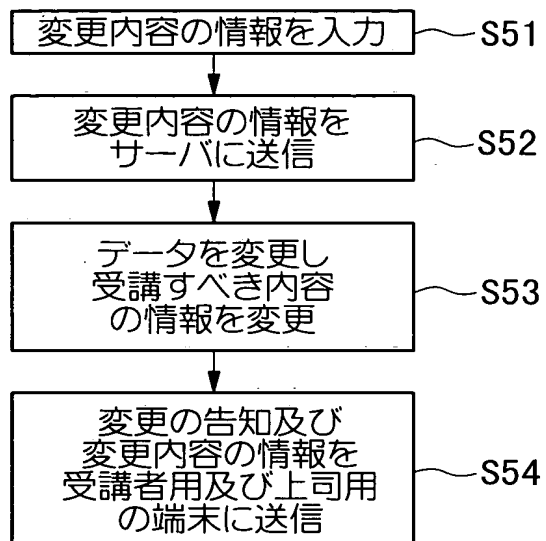 変更内容の情報を入力 S51
変更内容の情報を
サーバに送信
S52
データを変更し
受講すべき内容
の情報を変更
S53
変更の告知及び
変更内容の情報を
受講者用及び上司用
の端末に送信
S54